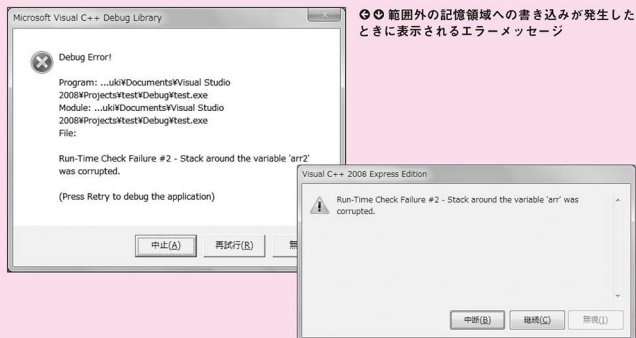 Microsoft Visual C++ Debug Library
Debug Error!
Program: ...uki¥Documents¥Visual Studio
2008¥Projects¥test¥Debug¥test.exe
Module: ...uki¥Documents¥Visual Studio
2008¥Projects¥test¥Debug¥test.exe
File:
Run-Time Check Failure #2 - Stack around the variable 'arr2'
was corrupted.
(Press Retry to debug the application)
中止(A)
再試行(R)
無
範囲外の記憶領域への書き込みが発生した
ときに表示されるエラーメッセージ
Visual C++ 2008 Express Edition
Run-Time Check Failure #2 - Stack around the variable 'arr' was
corrupted.
中断(B)
継続(C)
無視(I)